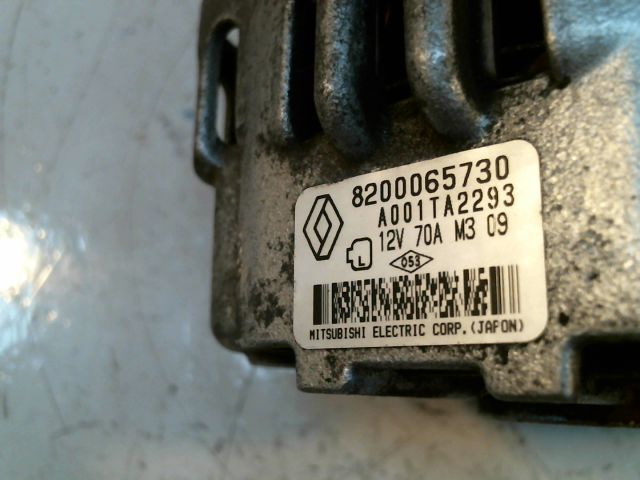 8200065730
A001TA2293
12V 70A M3 09
L 053
MITSUBISHI ELECTRIC CORP.(JAPON)